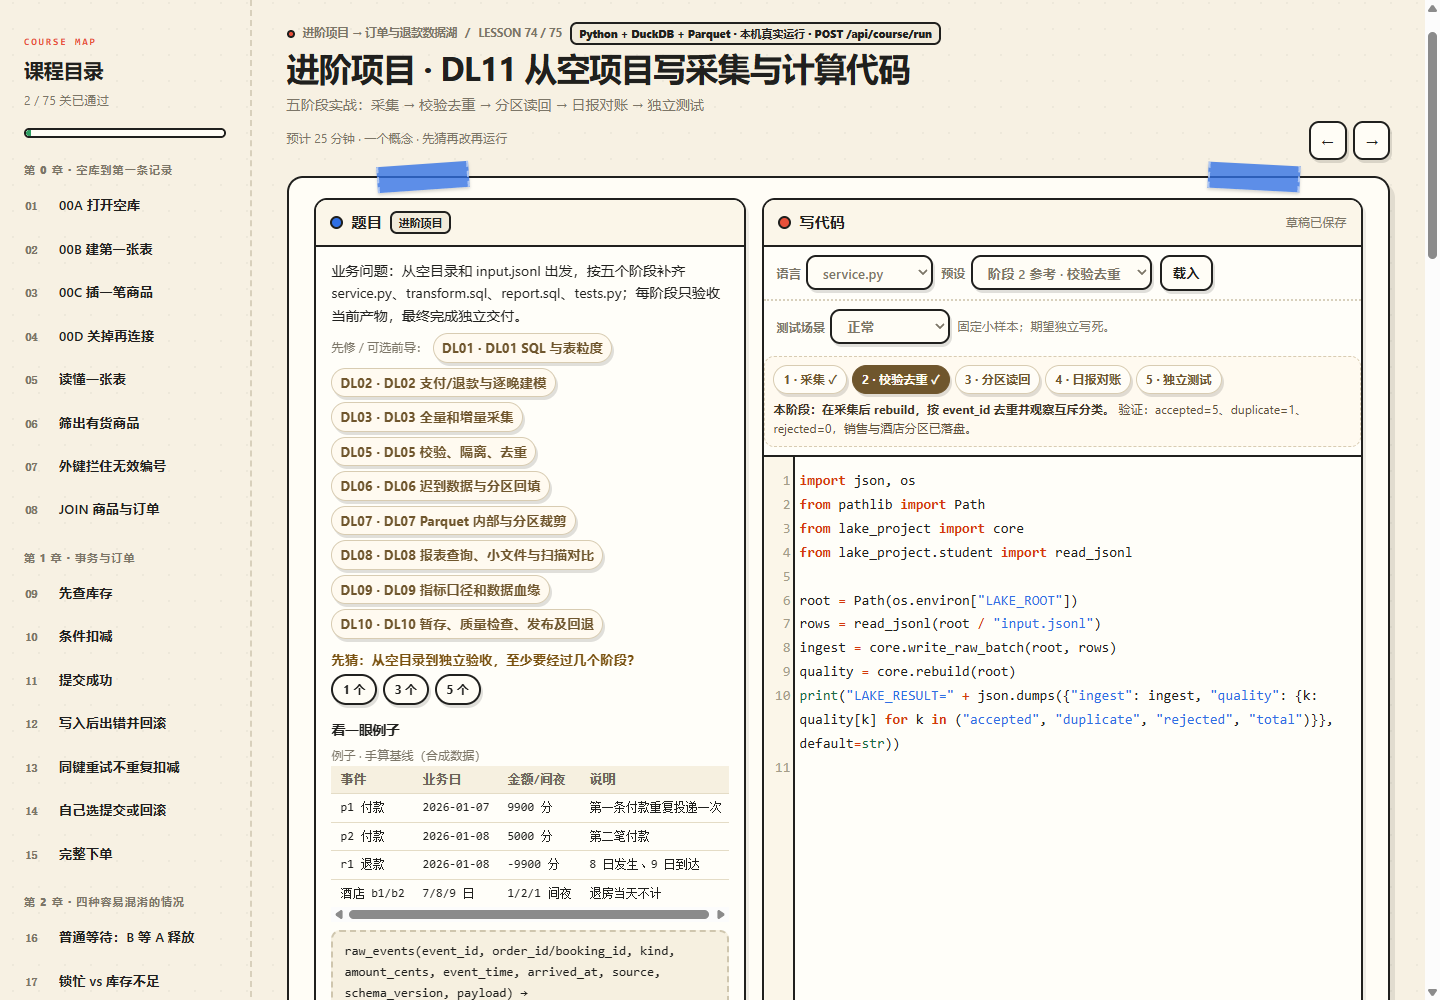 COURSE MAP
课程目录
2 / 75 关已通过
第 0 章 · 空库到第一条记录
01 00A 打开空库
02 00B 建第一张表
03 00C 插一笔商品
04 00D 关掉再连接
05 读懂一张表
06 筛出有货商品
07 外键拦住无效编号
08 JOIN 商品与订单
第 1 章 · 事务与订单
09 先查库存
10 条件扣减
11 提交成功
12 写入后出错并回滚
13 同键重试不重复扣减
14 自己选提交或回滚
15 完整下单
第 2 章 · 四种容易混淆的情况
16 普通等待：B 等 A 释放
17 锁忙 vs 库存不足
进阶项目 → 订单与退款数据湖 / LESSON 74 / 75 Python + DuckDB + Parquet · 本机真实运行 · POST /api/course/run
进阶项目 · DL11 从空项目写采集与计算代码
五阶段实战：采集 → 校验去重 → 分区读回 → 日报对账 → 独立测试
预计 25 分钟 · 一个概念 · 先猜再改再运行
← →
题目 进阶项目
业务问题：从空目录和 input.jsonl 出发，按五个阶段补齐
service.py、transform.sql、report.sql、tests.py；每阶段只验收
当前产物，最终完成独立交付。
先修 / 可选前导： DL01 · DL01 SQL 与表粒度
DL02 · DL02 支付/退款与逐晚建模
DL03 · DL03 全量和增量采集
DL05 · DL05 校验、隔离、去重
DL06 · DL06 迟到数据与分区回填
DL07 · DL07 Parquet 内部与分区裁剪
DL08 · DL08 报表查询、小文件与扫描对比
DL09 · DL09 指标口径和数据血缘
DL10 · DL10 暂存、质量检查、发布及回退
先猜：从空目录到独立验收，至少要经过几个阶段？
1 个 3 个 5 个
看一眼例子
例子 · 手算基线（合成数据）
事件 业务日 金额/间夜 说明
p1 付款 2026-01-07 9900 分 第一条付款重复投递一次
p2 付款 2026-01-08 5000 分 第二笔付款
r1 退款 2026-01-08 -9900 分 8 日发生、9 日到达
酒店 b1/b2 7/8/9 日 1/2/1 间夜 退房当天不计
raw_events(event_id, order_id/booking_id, kind,
amount_cents, event_time, arrived_at, source,
schema_version, payload) →
写代码 草稿已保存
语言 service.py 预设 阶段 2 参考 · 校验去重 载入
测试场景 正常 固定小样本；期望独立写死。
1 · 采集 ✓ 2 · 校验去重 ✓ 3 · 分区读回 4 · 日报对账 5 · 独立测试
本阶段：在采集后 rebuild，按 event_id 去重并观察互斥分类。 验证：accepted=5、duplicate=1、
rejected=0，销售与酒店分区已落盘。
1 import json, os
2 from pathlib import Path
3 from lake_project import core
4 from lake_project.student import read_jsonl
5
6 root = Path(os.environ["LAKE_ROOT"])
7 rows = read_jsonl(root / "input.jsonl")
8 ingest = core.write_raw_batch(root, rows)
9 quality = core.rebuild(root)
10 print("LAKE_RESULT=" + json.dumps({"ingest": ingest, "quality": {k:
quality[k] for k in ("accepted", "duplicate", "rejected", "total")}},
default=str))
11